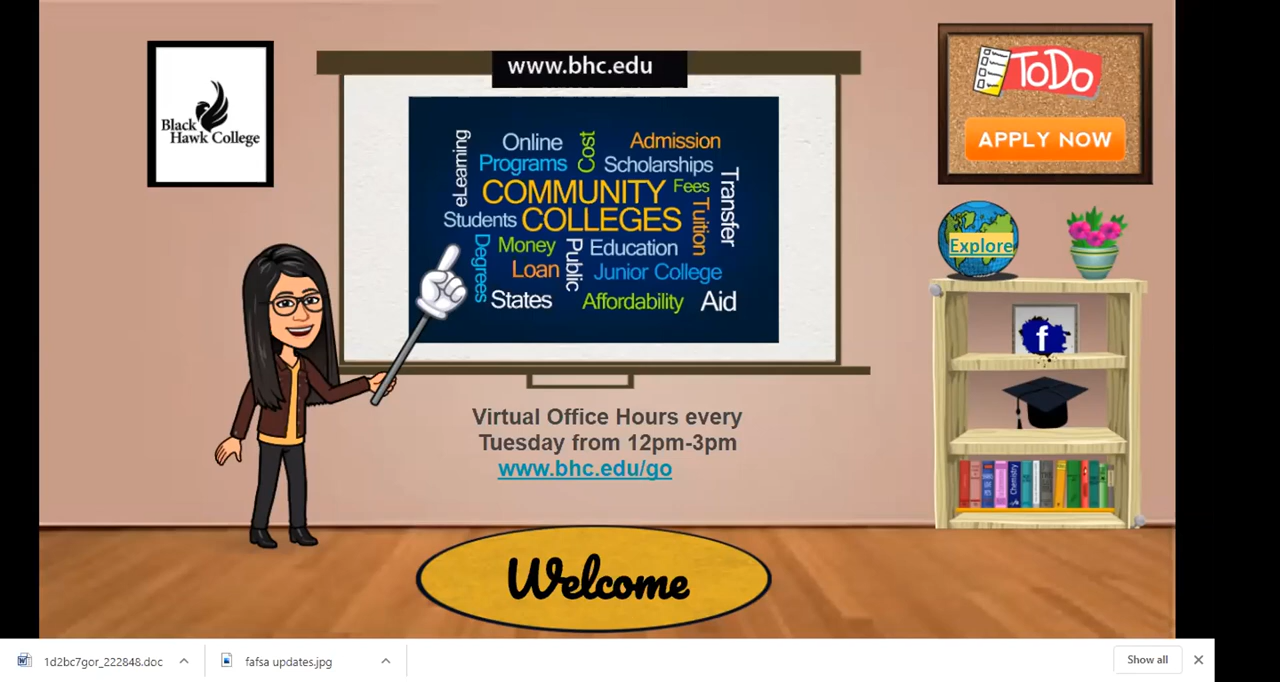 www.bhc.edu
Black
Hawk College
ToDo
APPLY NOW
eLearning
Online
Cost
Admission
Programs
Scholarships
COMMUNITY
Fees
Transfer
Students
COLLEGES
Tuition
Degrees
Money
Public
Education
Loan
Junior College
States
Affordability
Aid
Explore
f
Chemistry
Virtual Office Hours every
Tuesday from 12pm-3pm
www.bhc.edu/go
Welcome
1d2bc7gor_222848.doc
fafsa updates.jpg
Show all